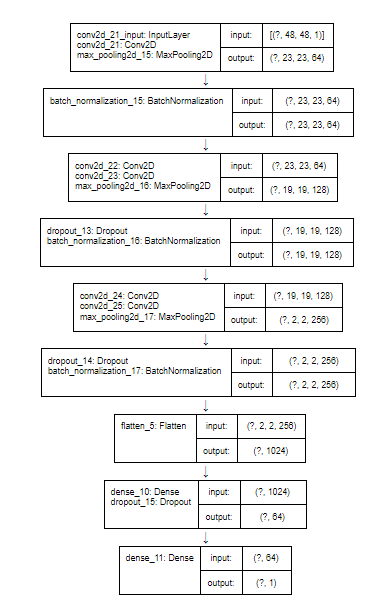 conv2d_21_input: InputLayer
conv2d_21: Conv2D
max_pooling2d_15: MaxPooling2D
input: [(?, 48, 48, 1)]
output: (?, 23, 23, 64)
batch_normalization_15: BatchNormalization
input: (?, 23, 23, 64)
output: (?, 23, 23, 64)
conv2d_22: Conv2D
conv2d_23: Conv2D
max_pooling2d_16: MaxPooling2D
input: (?, 23, 23, 64)
output: (?, 19, 19, 128)
dropout_13: Dropout
batch_normalization_16: BatchNormalization
input: (?, 19, 19, 128)
output: (?, 19, 19, 128)
conv2d_24: Conv2D
conv2d_25: Conv2D
max_pooling2d_17: MaxPooling2D
input: (?, 19, 19, 128)
output: (?, 2, 2, 256)
dropout_14: Dropout
batch_normalization_17: BatchNormalization
input: (?, 2, 2, 256)
output: (?, 2, 2, 256)
flatten_5: Flatten
input: (?, 2, 2, 256)
output: (?, 1024)
dense_10: Dense
dropout_15: Dropout
input: (?, 1024)
output: (?, 64)
dense_11: Dense
input: (?, 64)
output: (?, 1)